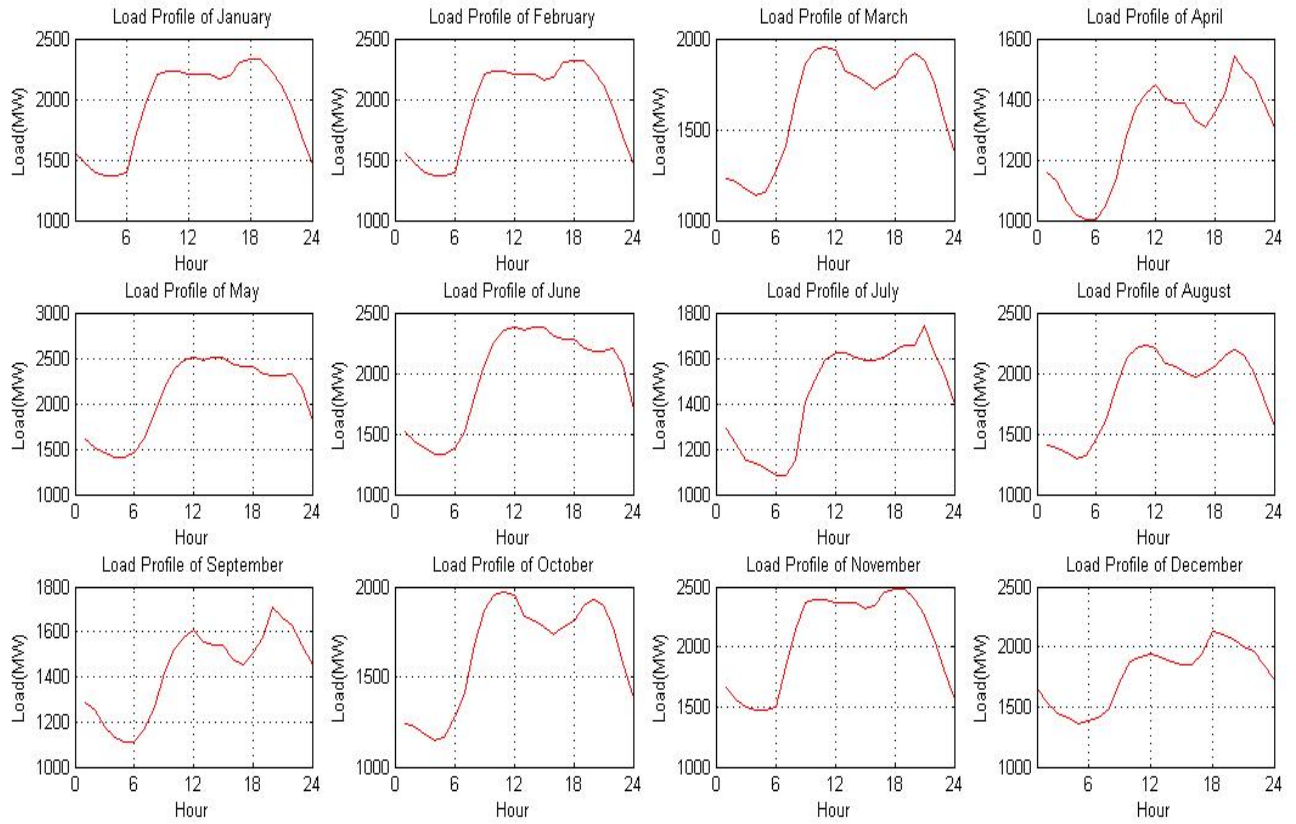 Load Profile of January
Load(MW)
2500
2000
1500
1000
6
12
18
24
Hour
Load Profile of February
Load(MW)
2500
2000
1500
1000
0
6
12
18
24
Hour
Load Profile of March
Load(MW)
2000
1500
1000
0
6
12
18
24
Hour
Load Profile of April
Load(MW)
1600
1400
1200
1000
0
6
12
18
24
Hour
Load Profile of May
Load(MW)
3000
2500
2000
1500
1000
0
6
12
18
24
Hour
Load Profile of June
Load(MW)
2500
2000
1500
1000
0
6
12
18
24
Hour
Load Profile of July
Load(MW)
1800
1600
1400
1200
1000
0
6
12
18
24
Hour
Load Profile of August
Load(MW)
2500
2000
1500
1000
0
6
12
18
24
Hour
Load Profile of September
Load(MW)
1800
1600
1400
1200
1000
0
6
12
18
24
Hour
Load Profile of October
Load(MW)
2000
1500
1000
0
6
12
18
24
Hour
Load Profile of November
Load(MW)
2500
2000
1500
1000
0
6
12
18
24
Hour
Load Profile of December
Load(MW)
2500
2000
1500
1000
6
12
18
24
Hour